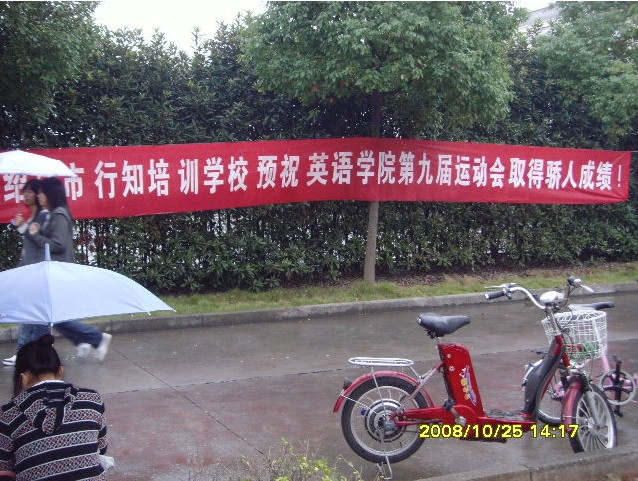 绍 市 行知培训学校 预祝 英语学院第九届运动会取得骄人成绩！
2008/10/25 14:17